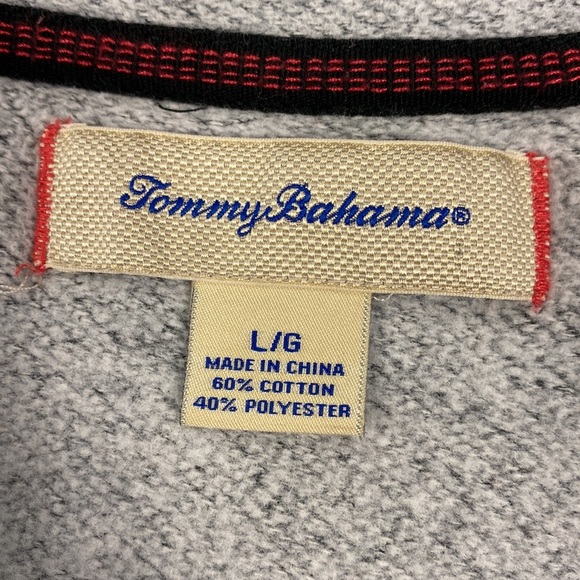 Tommy Bahama®
L/G
MADE IN CHINA
60% COTTON
40% POLYESTER